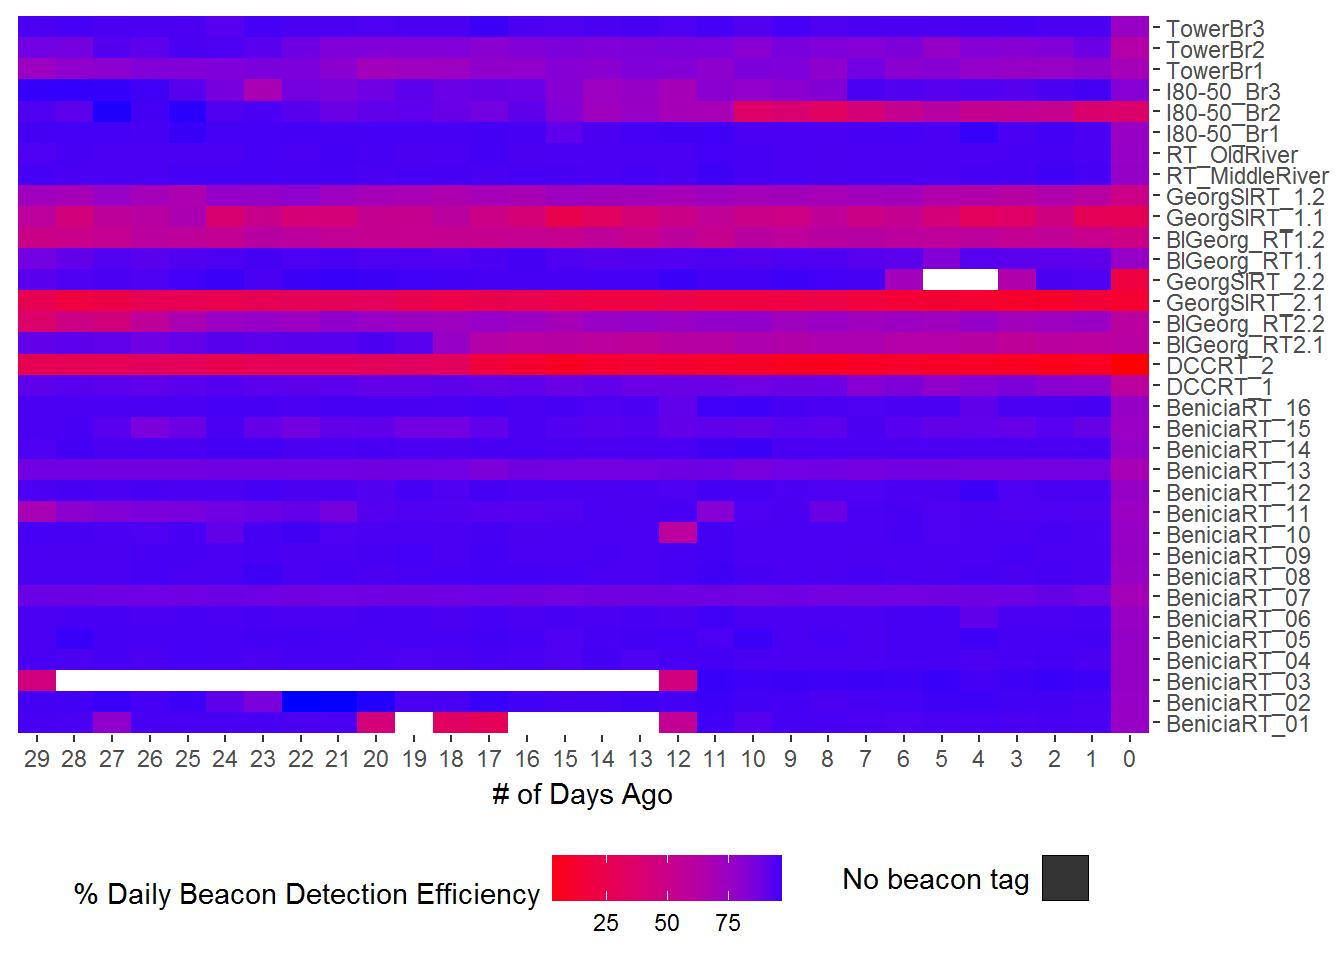 TowerBr3
TowerBr2
TowerBr1
I80-50_Br3
I80-50_Br2
I80-50_Br1
RT_OldRiver
RT_MiddleRiver
GeorgSlRT_1.2
GeorgSlRT_1.1
BlGeorg_RT1.2
BlGeorg_RT1.1
GeorgSlRT_2.2
GeorgSlRT_2.1
BlGeorg_RT2.2
BlGeorg_RT2.1
DCCRT_2
DCCRT_1
BeniciaRT_16
BeniciaRT_15
BeniciaRT_14
BeniciaRT_13
BeniciaRT_12
BeniciaRT_11
BeniciaRT_10
BeniciaRT_09
BeniciaRT_08
BeniciaRT_07
BeniciaRT_06
BeniciaRT_05
BeniciaRT_04
BeniciaRT_03
BeniciaRT_02
BeniciaRT_01
29 28 27 26 25 24 23 22 21 20 19 18 17 16 15 14 13 12 11 10 9 8 7 6 5 4 3 2 1 0
# of Days Ago
% Daily Beacon Detection Efficiency
25 50 75
No beacon tag